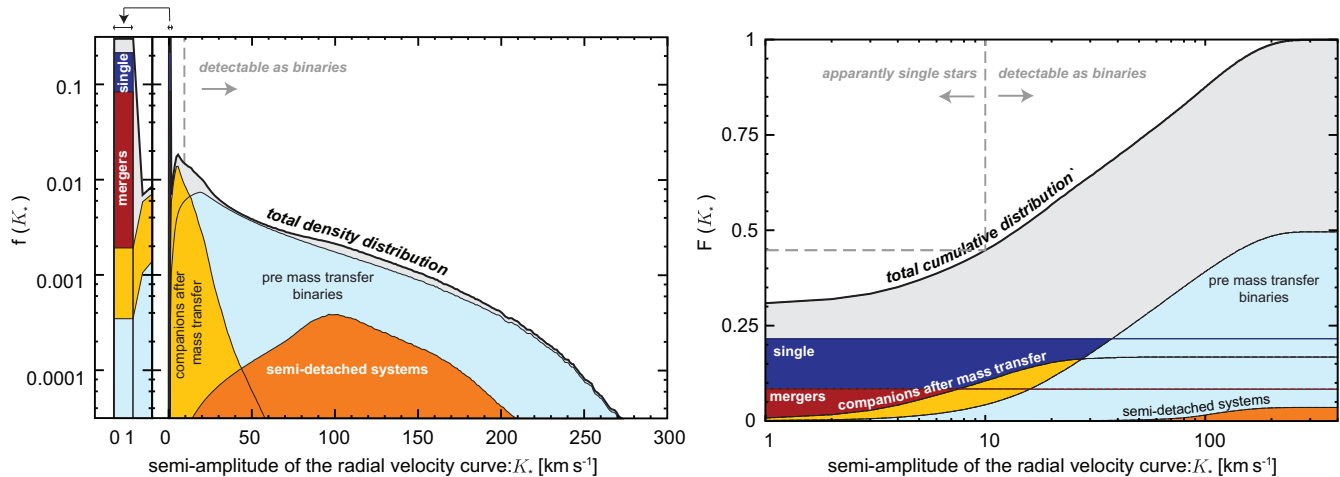 detectable as binaries
single
mergers
0.1
0.01
0.001
0.0001
f (K⋆)
total density distribution
pre mass transfer
binaries
companions after
mass transfer
semi-detached systems
0 1
0
50
100
150
200
250
300
semi-amplitude of the radial velocity curve:K⋆ [km s⁻¹]
apparantly single stars
detectable as binaries
1
0.75
0.5
0.25
0
F (K⋆)
total cumulative distribution`
pre mass transfer
binaries
single
companions after mass transfer
mergers
semi-detached systems
1
10
100
semi-amplitude of the radial velocity curve:K⋆ [km s⁻¹]